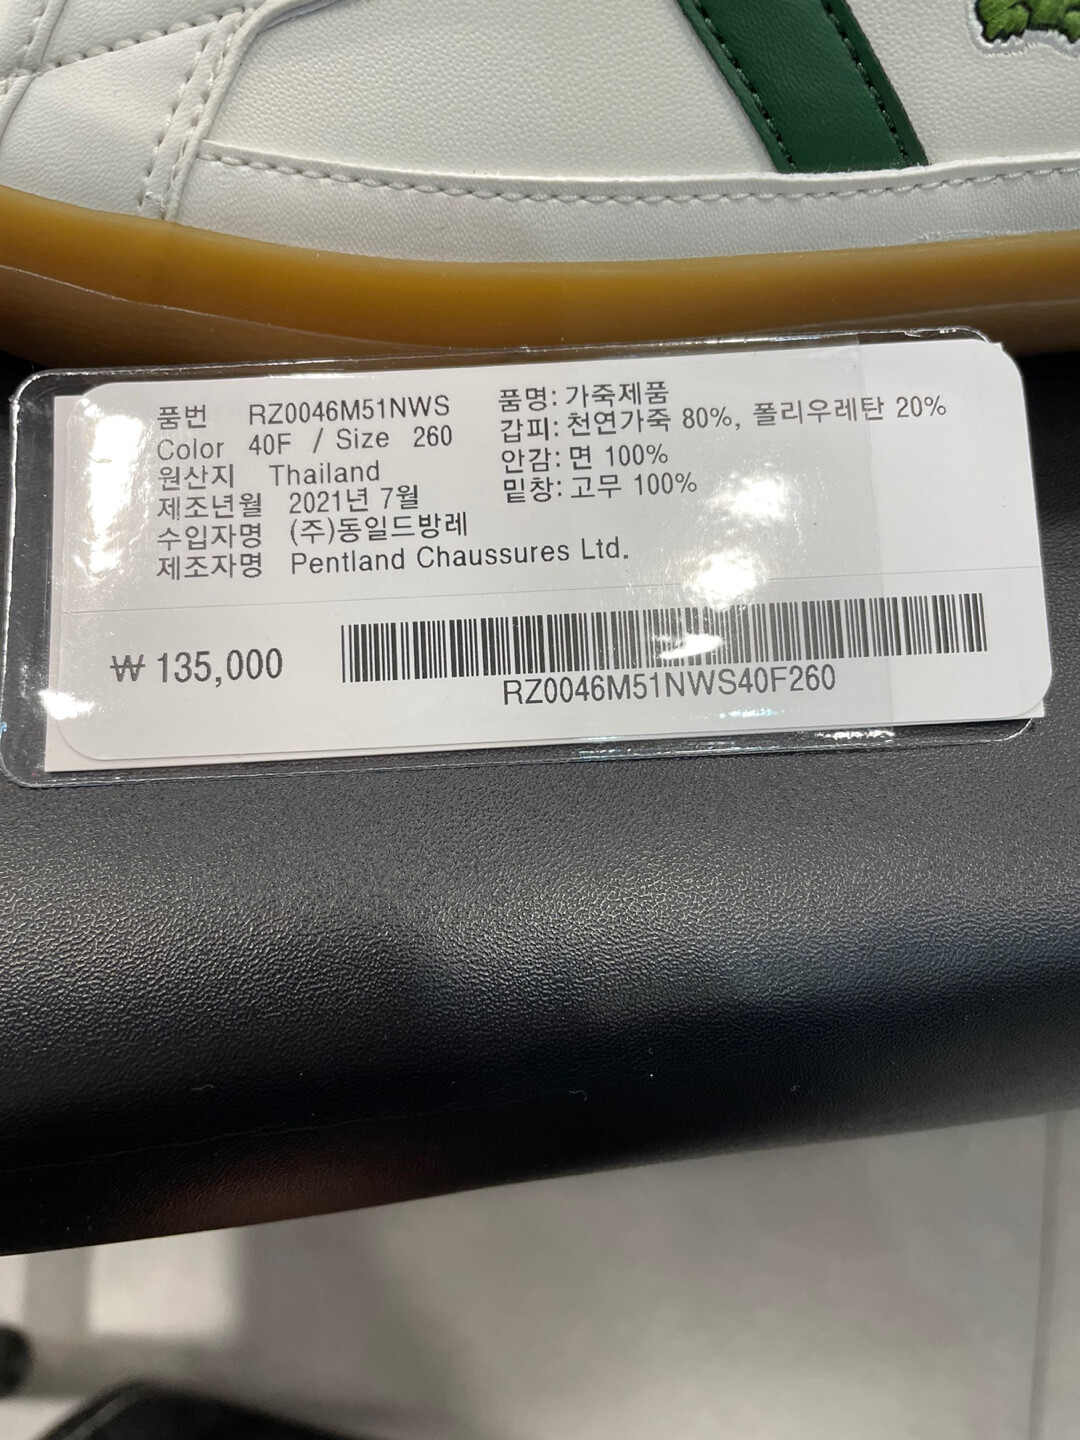 품번 RZ0046M51NWS
Color 40F / Size 260
원산지 Thailand
제조년월 2021년 7월
수입자명 (주)동일드방레
제조자명 Pentland Chaussures Ltd.
품명: 가죽제품
갑피: 천연가죽 80%, 폴리우레탄 20%
안감: 면 100%
밑창: 고무 100%
₩ 135,000
RZ0046M51NWS40F260